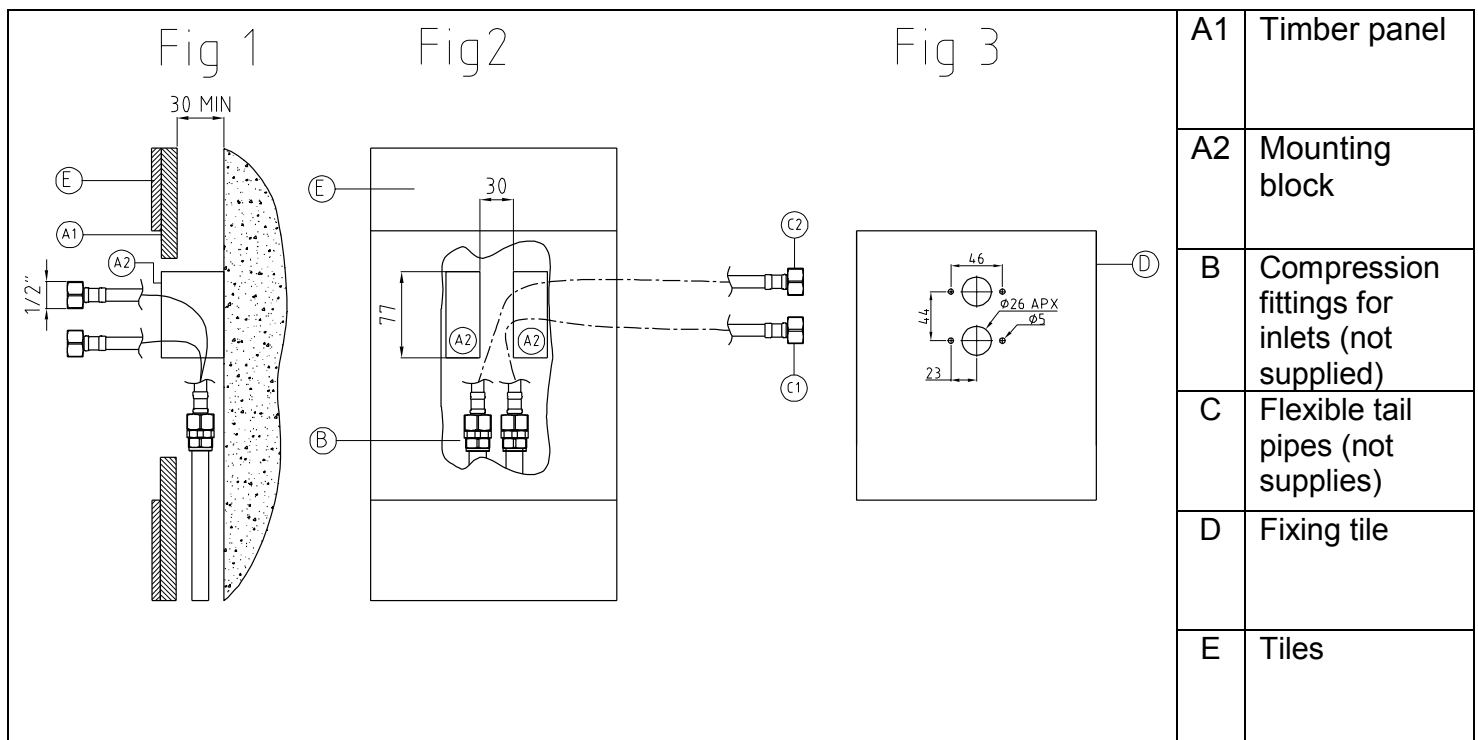 Fig 1
30 MIN
E
A1
A2
1/2"
Fig2
E
30
77
A2
A2
B
C2
C1
Fig 3
46
44
Ø26 APX
Ø5
23
D
A1 Timber panel
A2 Mounting
block
B Compression
fittings for
inlets (not
supplied)
C Flexible tail
pipes (not
supplies)
D Fixing tile
E Tiles